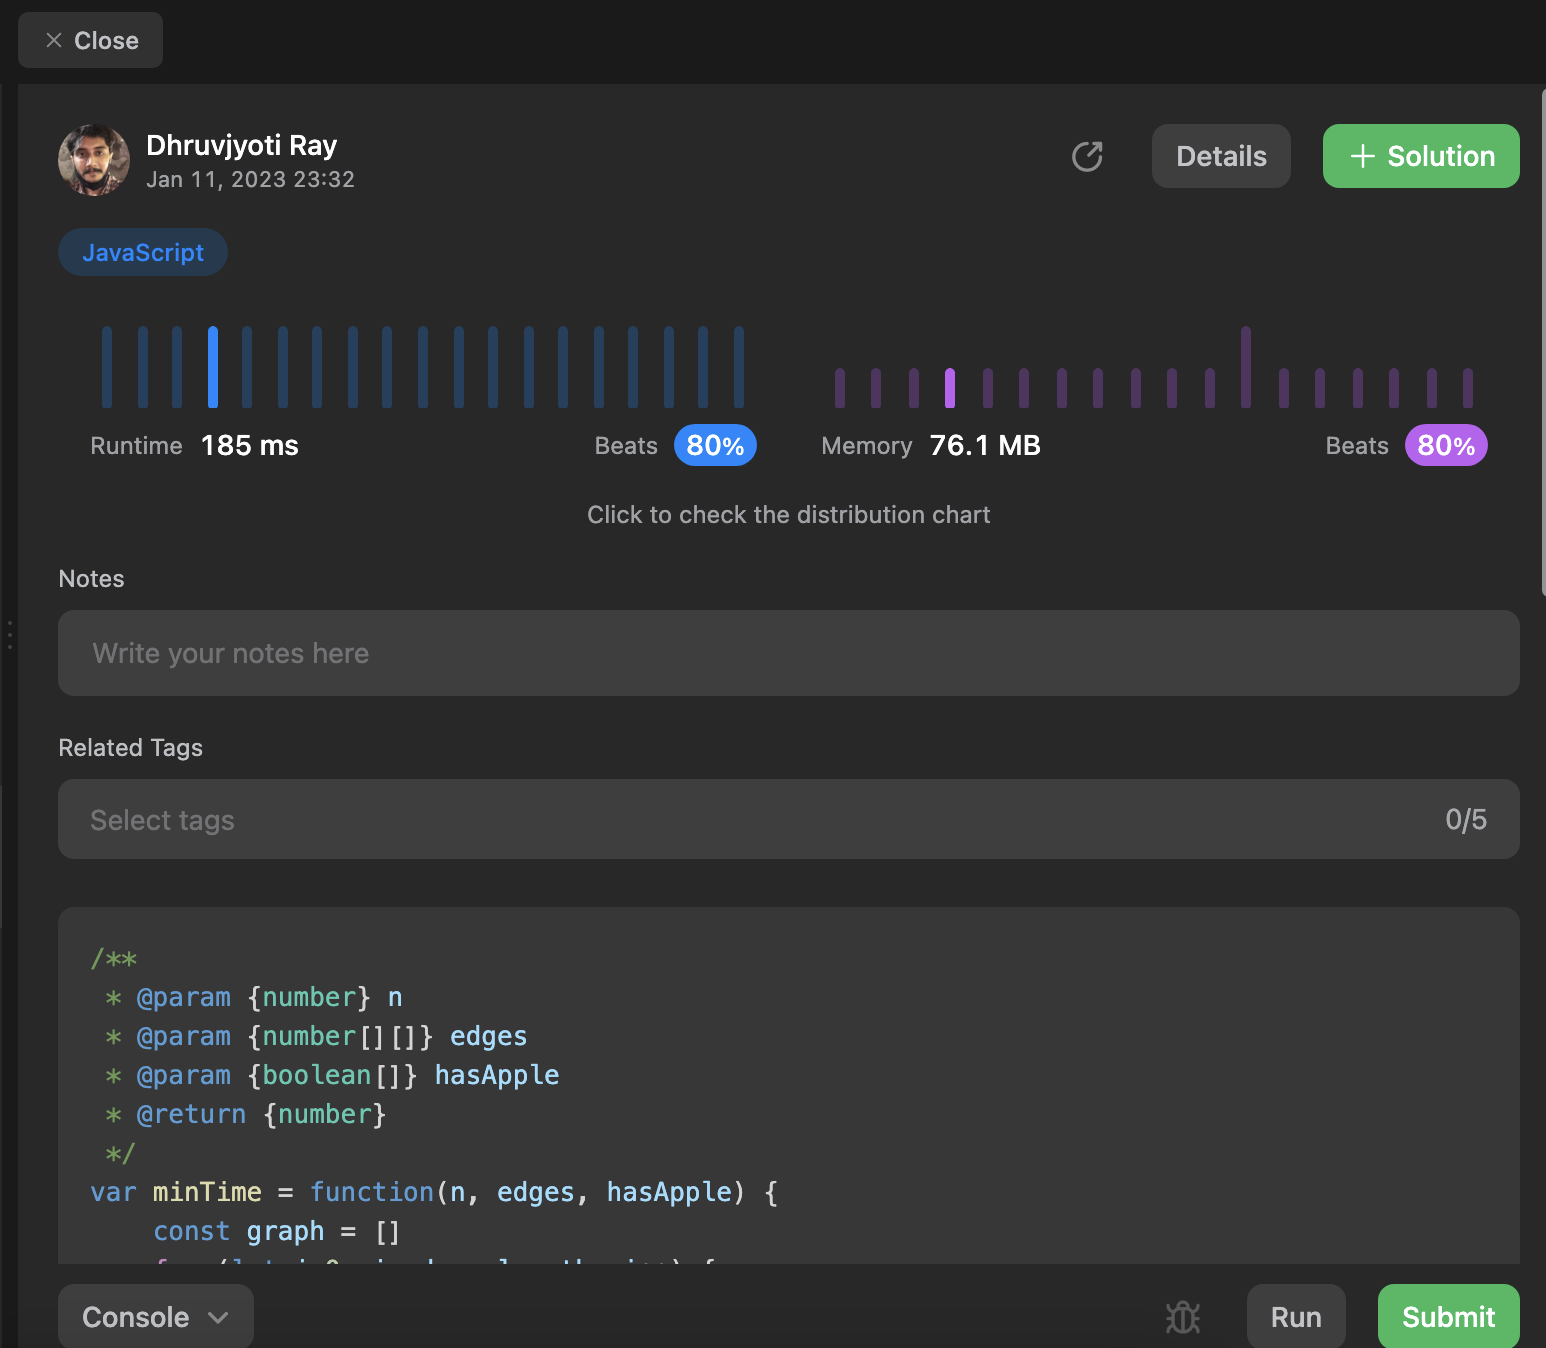 Close
Dhruvjyoti Ray
Jan 11, 2023 23:32
Details
+ Solution
JavaScript
Runtime 185 ms
Beats 80%
Memory 76.1 MB
Beats 80%
Click to check the distribution chart
Notes
Write your notes here
Related Tags
Select tags
0/5
/**
 * @param {number} n
 * @param {number[][]} edges
 * @param {boolean[]} hasApple
 * @return {number}
 */
var minTime = function(n, edges, hasApple) {
    const graph = []
Console
Run
Submit